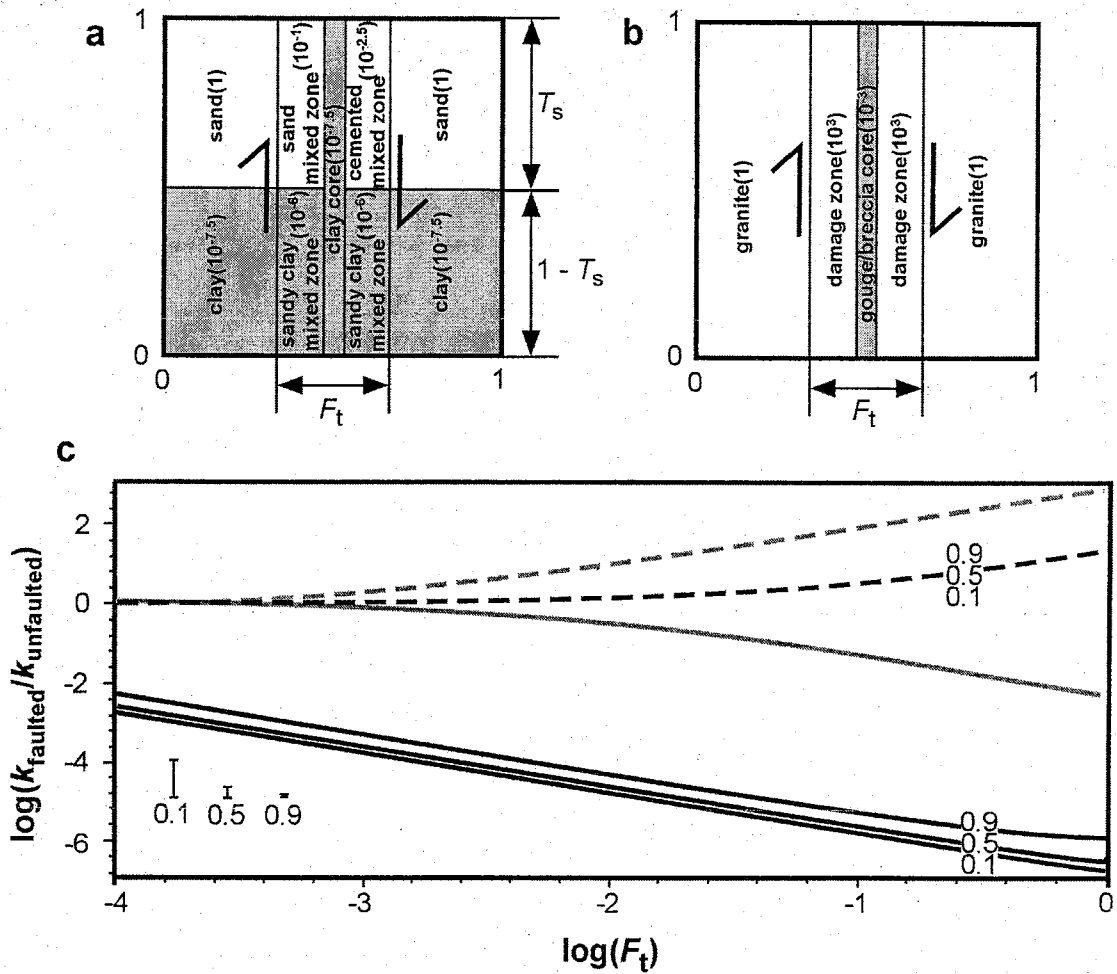 a
1
0
0
1
sand(1)
sand
mixed zone(10⁻¹)
clay core(10⁻⁷·⁵)
cemented
mixed zone(10⁻²·⁵)
sand(1)
clay(10⁻⁷·⁵)
sandy clay
mixed zone(10⁻⁶)
sandy clay
mixed zone(10⁻⁶)
clay(10⁻⁷·⁵)
Tₛ
1 - Tₛ
Fₜ
b
1
0
0
1
granite(1)
damage zone(10³)
gouge/breccia core(10⁻³)
damage zone(10³)
granite(1)
Fₜ
c
log(k_faulted/k_unfaulted)
2
0
-2
-4
-6
0.9
0.5
0.1
0.1 0.5 0.9
0.9
0.5
0.1
-4 -3 -2 -1 0
log(Fₜ)